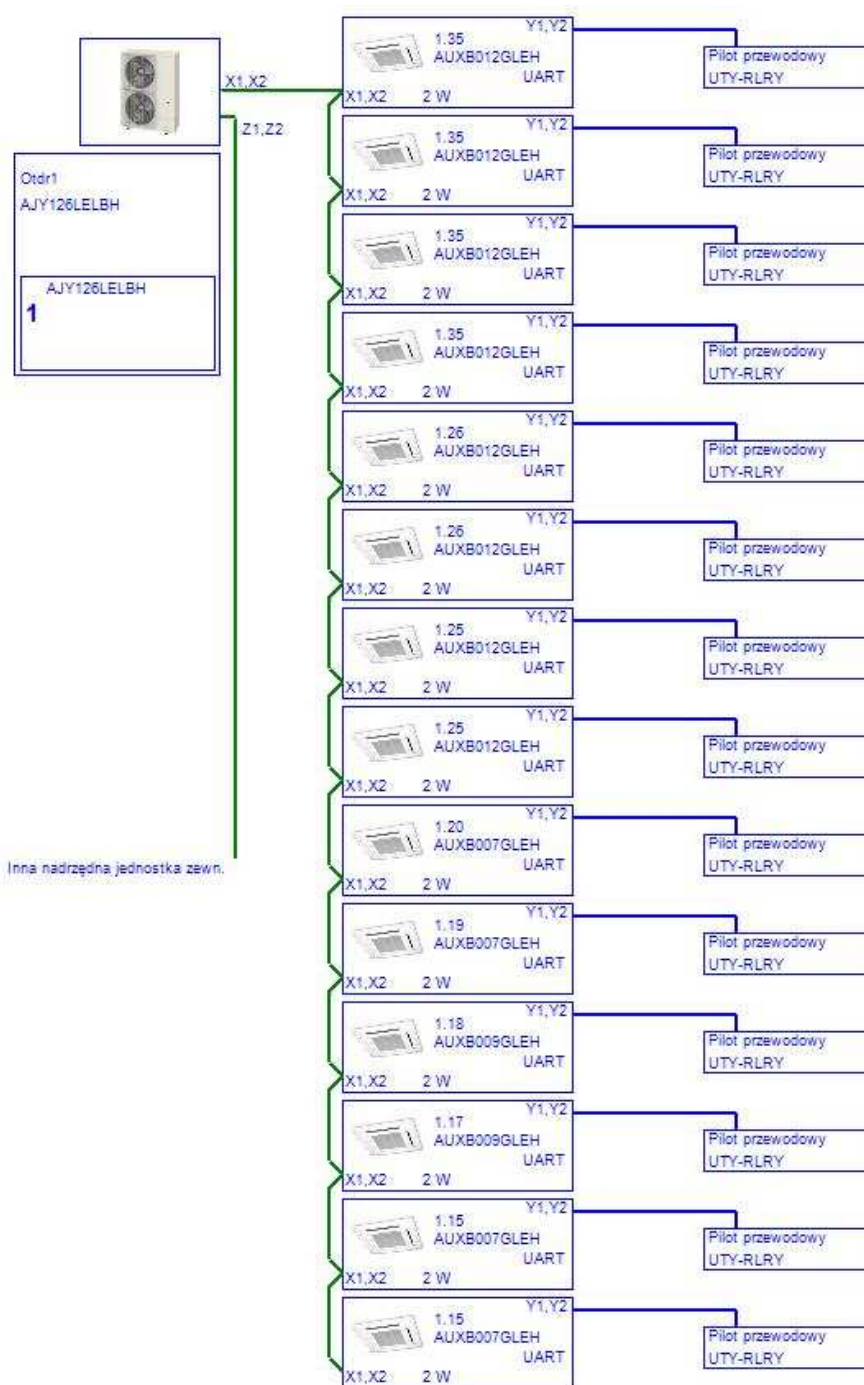 X1,X2
Z1,Z2
Otdr1
AJY126LELBH
AJY126LELBH
1
Inna nadrzędna jednostka zewn.
Y1,Y2
1.35
AUXB012GLEH
UART
X1,X2 2 W
Pilot przewodowy
UTY-RLRY
Y1,Y2
1.35
AUXB012GLEH
UART
X1,X2 2 W
Pilot przewodowy
UTY-RLRY
Y1,Y2
1.35
AUXB012GLEH
UART
X1,X2 2 W
Pilot przewodowy
UTY-RLRY
Y1,Y2
1.35
AUXB012GLEH
UART
X1,X2 2 W
Pilot przewodowy
UTY-RLRY
Y1,Y2
1.26
AUXB012GLEH
UART
X1,X2 2 W
Pilot przewodowy
UTY-RLRY
Y1,Y2
1.26
AUXB012GLEH
UART
X1,X2 2 W
Pilot przewodowy
UTY-RLRY
Y1,Y2
1.25
AUXB012GLEH
UART
X1,X2 2 W
Pilot przewodowy
UTY-RLRY
Y1,Y2
1.25
AUXB012GLEH
UART
X1,X2 2 W
Pilot przewodowy
UTY-RLRY
Y1,Y2
1.20
AUXB007GLEH
UART
X1,X2 2 W
Pilot przewodowy
UTY-RLRY
Y1,Y2
1.19
AUXB007GLEH
UART
X1,X2 2 W
Pilot przewodowy
UTY-RLRY
Y1,Y2
1.18
AUXB009GLEH
UART
X1,X2 2 W
Pilot przewodowy
UTY-RLRY
Y1,Y2
1.17
AUXB009GLEH
UART
X1,X2 2 W
Pilot przewodowy
UTY-RLRY
Y1,Y2
1.15
AUXB007GLEH
UART
X1,X2 2 W
Pilot przewodowy
UTY-RLRY
Y1,Y2
1.15
AUXB007GLEH
UART
X1,X2 2 W
Pilot przewodowy
UTY-RLRY